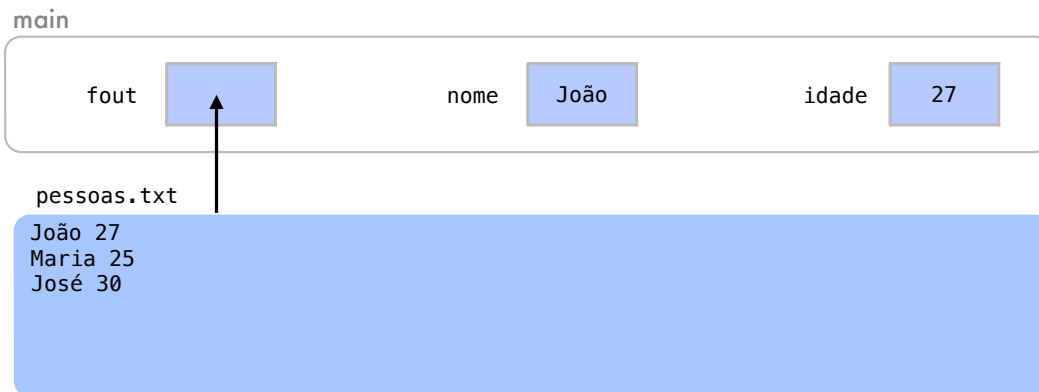 main
fout nome João idade 27
pessoas.txt
João 27
Maria 25
José 30